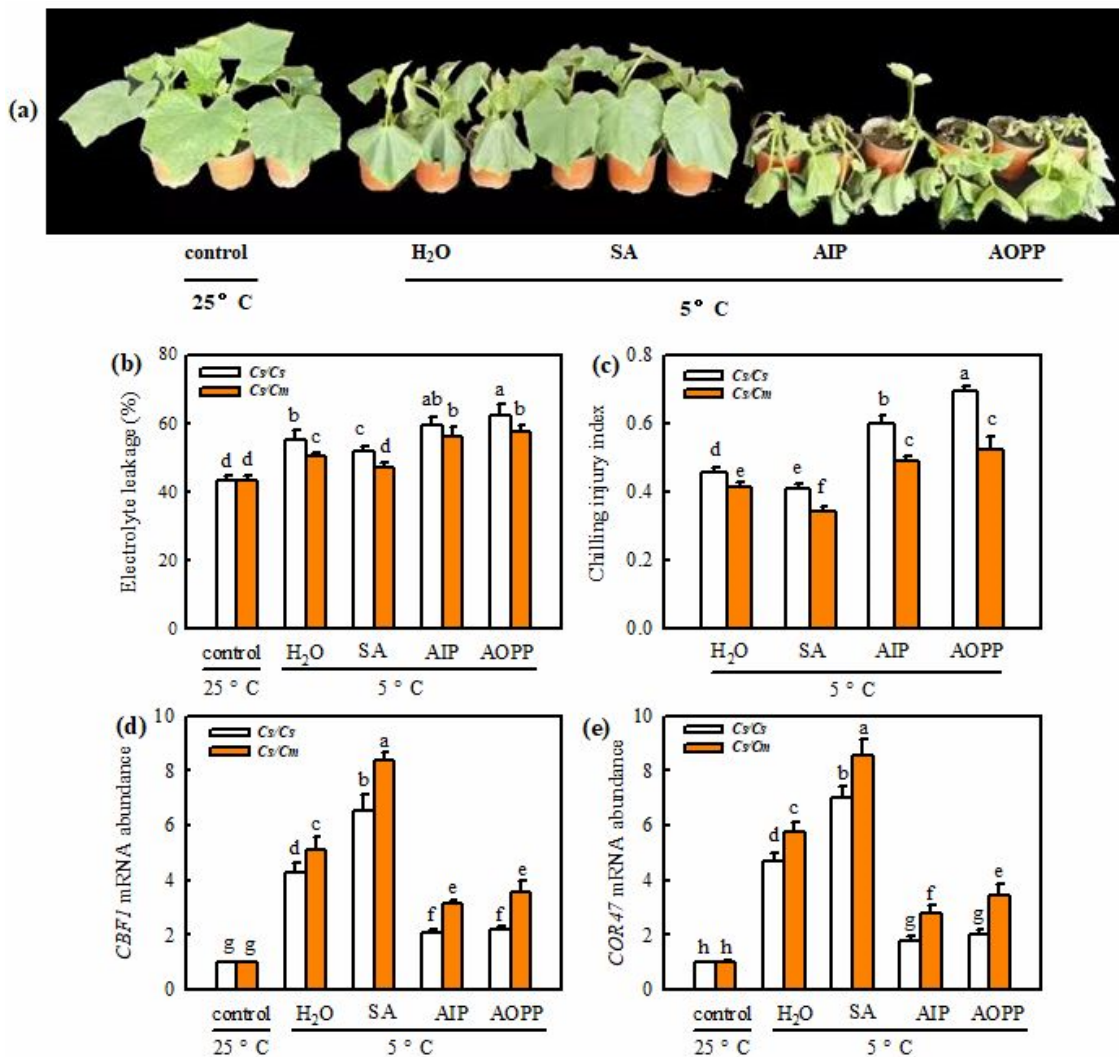 (a)
control H₂O SA AIP AOPP
25° C 5° C
(b) (c)
80 0.8
Cs/Cs Cs/Cs
Cs/Cm Cs/Cm
a a
ab b b b
b c c d
d d
60 0.6
b c
d e e f
c
40 0.4
20 0.2
0 0.0
Electrolyte leakage (%) Chilling injury index
control H₂O SA AIP AOPP H₂O SA AIP AOPP
25 ° C 5 ° C 5 ° C
(d) (e)
10 10
Cs/Cs Cs/Cs
Cs/Cm Cs/Cm
a a
8 8
b b
6 6
d c d c
4 4
f e f e g f g e
2 2
g g h h
0 0
CBF1 mRNA abundance COR47 mRNA abundance
control H₂O SA AIP AOPP control H₂O SA AIP AOPP
25 ° C 5 ° C 25 ° C 5 ° C